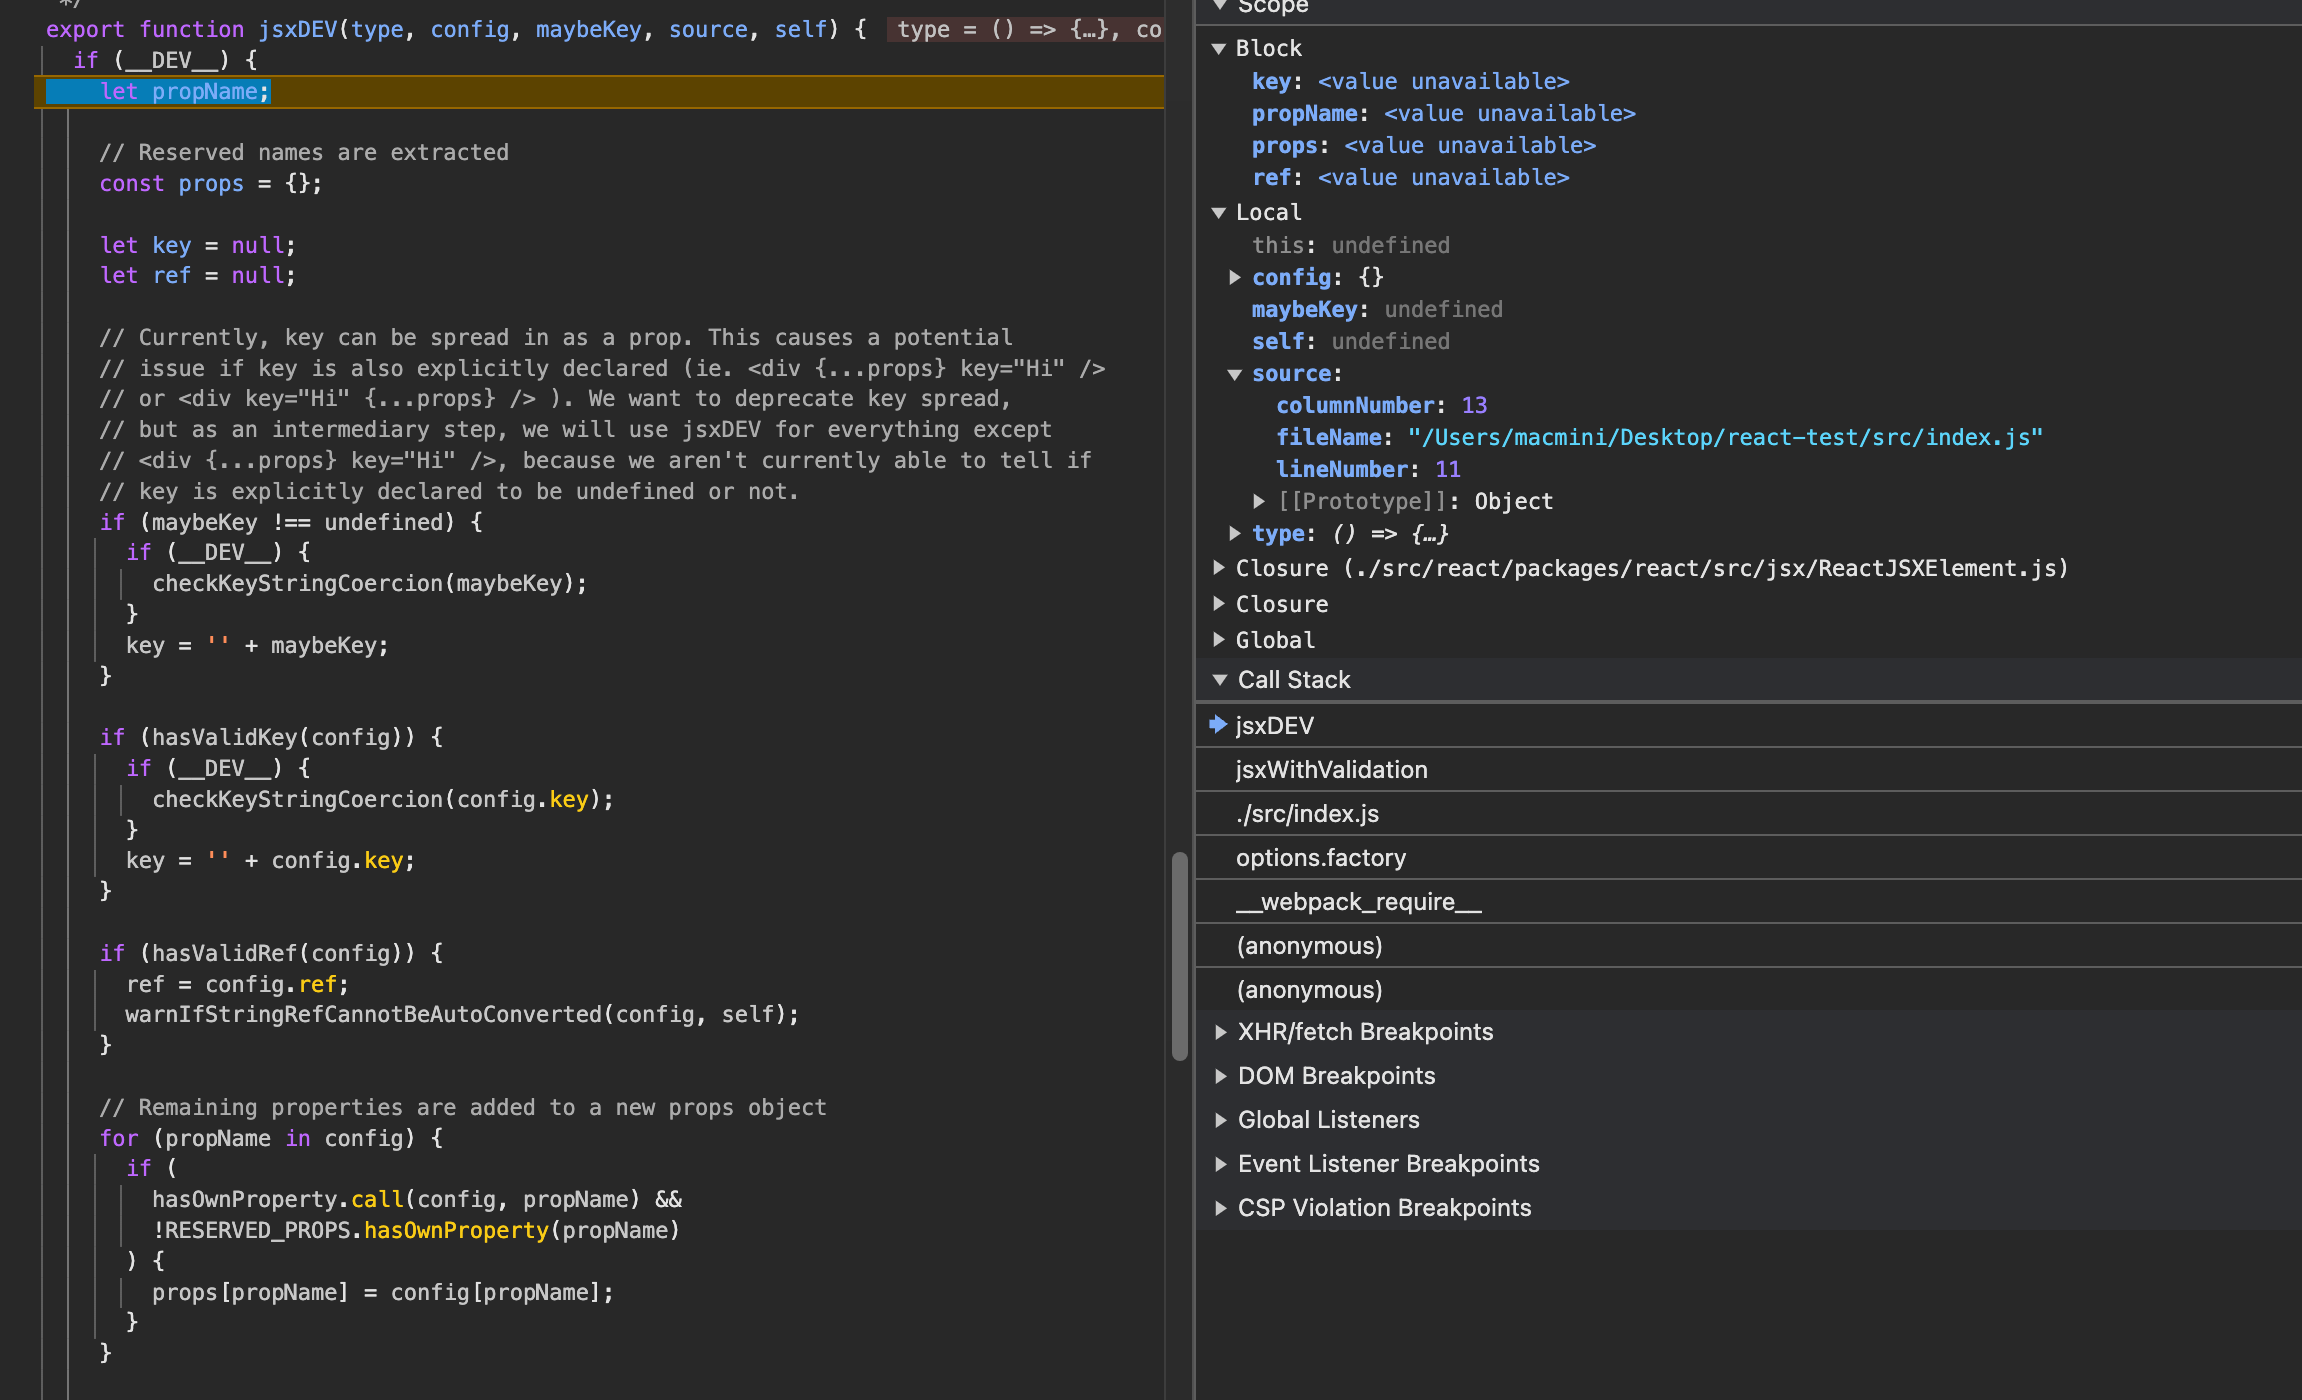 */
export function jsxDEV(type, config, maybeKey, source, self) { type = () => {…}, co
if (__DEV__) {
let propName;
// Reserved names are extracted
const props = {};
let key = null;
let ref = null;
// Currently, key can be spread in as a prop. This causes a potential
// issue if key is also explicitly declared (ie. <div {...props} key="Hi" />
// or <div key="Hi" {...props} /> ). We want to deprecate key spread,
// but as an intermediary step, we will use jsxDEV for everything except
// <div {...props} key="Hi" />, because we aren't currently able to tell if
// key is explicitly declared to be undefined or not.
if (maybeKey !== undefined) {
if (__DEV__) {
checkKeyStringCoercion(maybeKey);
}
key = '' + maybeKey;
}
if (hasValidKey(config)) {
if (__DEV__) {
checkKeyStringCoercion(config.key);
}
key = '' + config.key;
}
if (hasValidRef(config)) {
ref = config.ref;
warnIfStringRefCannotBeAutoConverted(config, self);
}
// Remaining properties are added to a new props object
for (propName in config) {
if (
hasOwnProperty.call(config, propName) &&
!RESERVED_PROPS.hasOwnProperty(propName)
) {
props[propName] = config[propName];
}
}
Scope
Block
key: <value unavailable>
propName: <value unavailable>
props: <value unavailable>
ref: <value unavailable>
Local
this: undefined
config: {}
maybeKey: undefined
self: undefined
source:
columnNumber: 13
fileName: "/Users/macmini/Desktop/react-test/src/index.js"
lineNumber: 11
[[Prototype]]: Object
type: () => {…}
Closure (./src/react/packages/react/src/jsx/ReactJSXElement.js)
Closure
Global
Call Stack
jsxDEV
jsxWithValidation
./src/index.js
options.factory
__webpack_require__
(anonymous)
(anonymous)
XHR/fetch Breakpoints
DOM Breakpoints
Global Listeners
Event Listener Breakpoints
CSP Violation Breakpoints